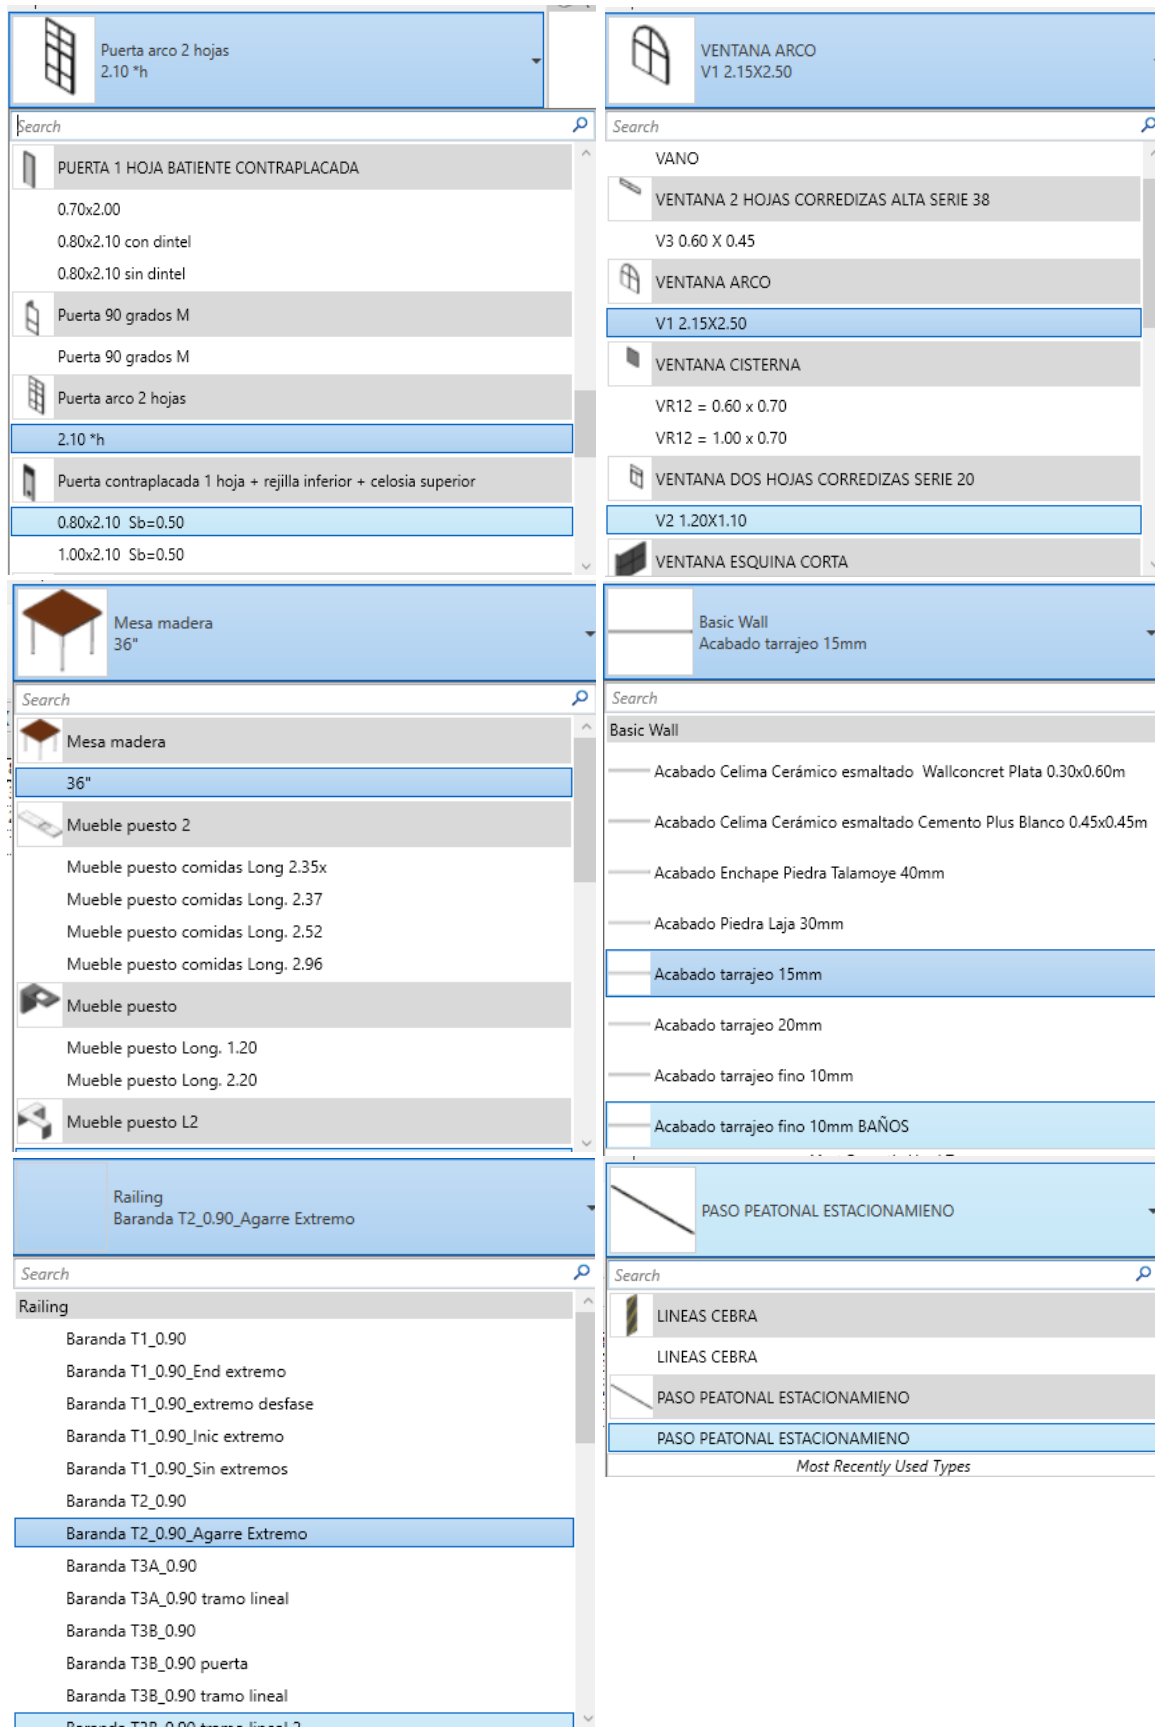 Puerta arco 2 hojas
2.10 *h
Search
PUERTA 1 HOJA BATIENTE CONTRAPLACADA
0.70x2.00
0.80x2.10 con dintel
0.80x2.10 sin dintel
Puerta 90 grados M
Puerta 90 grados M
Puerta arco 2 hojas
2.10 *h
Puerta contraplacada 1 hoja + rejilla inferior + celosia superior
0.80x2.10  Sb=0.50
1.00x2.10  Sb=0.50
VENTANA ARCO
V1 2.15X2.50
Search
VANO
VENTANA 2 HOJAS CORREDIZAS ALTA SERIE 38
V3 0.60 X 0.45
VENTANA ARCO
V1 2.15X2.50
VENTANA CISTERNA
VR12 = 0.60 x 0.70
VR12 = 1.00 x 0.70
VENTANA DOS HOJAS CORREDIZAS SERIE 20
V2 1.20X1.10
VENTANA ESQUINA CORTA
Mesa madera
36"
Search
Mesa madera
36"
Mueble puesto 2
Mueble puesto comidas Long 2.35x
Mueble puesto comidas Long. 2.37
Mueble puesto comidas Long. 2.52
Mueble puesto comidas Long. 2.96
Mueble puesto
Mueble puesto Long. 1.20
Mueble puesto Long. 2.20
Mueble puesto L2
Basic Wall
Acabado tarrajeo 15mm
Search
Basic Wall
Acabado Celima Cerámico esmaltado  Wallconcret Plata 0.30x0.60m
Acabado Celima Cerámico esmaltado Cemento Plus Blanco 0.45x0.45m
Acabado Enchape Piedra Talamoye 40mm
Acabado Piedra Laja 30mm
Acabado tarrajeo 15mm
Acabado tarrajeo 20mm
Acabado tarrajeo fino 10mm
Acabado tarrajeo fino 10mm BAÑOS
Railing
Baranda T2_0.90_Agarre Extremo
Search
Railing
Baranda T1_0.90
Baranda T1_0.90_End extremo
Baranda T1_0.90_extremo desfase
Baranda T1_0.90_Inic extremo
Baranda T1_0.90_Sin extremos
Baranda T2_0.90
Baranda T2_0.90_Agarre Extremo
Baranda T3A_0.90
Baranda T3A_0.90 tramo lineal
Baranda T3B_0.90
Baranda T3B_0.90 puerta
Baranda T3B_0.90 tramo lineal
Baranda T3B_0.90 tramo lineal 2
PASO PEATONAL ESTACIONAMIENO
Search
LINEAS CEBRA
LINEAS CEBRA
PASO PEATONAL ESTACIONAMIENO
PASO PEATONAL ESTACIONAMIENO
Most Recently Used Types